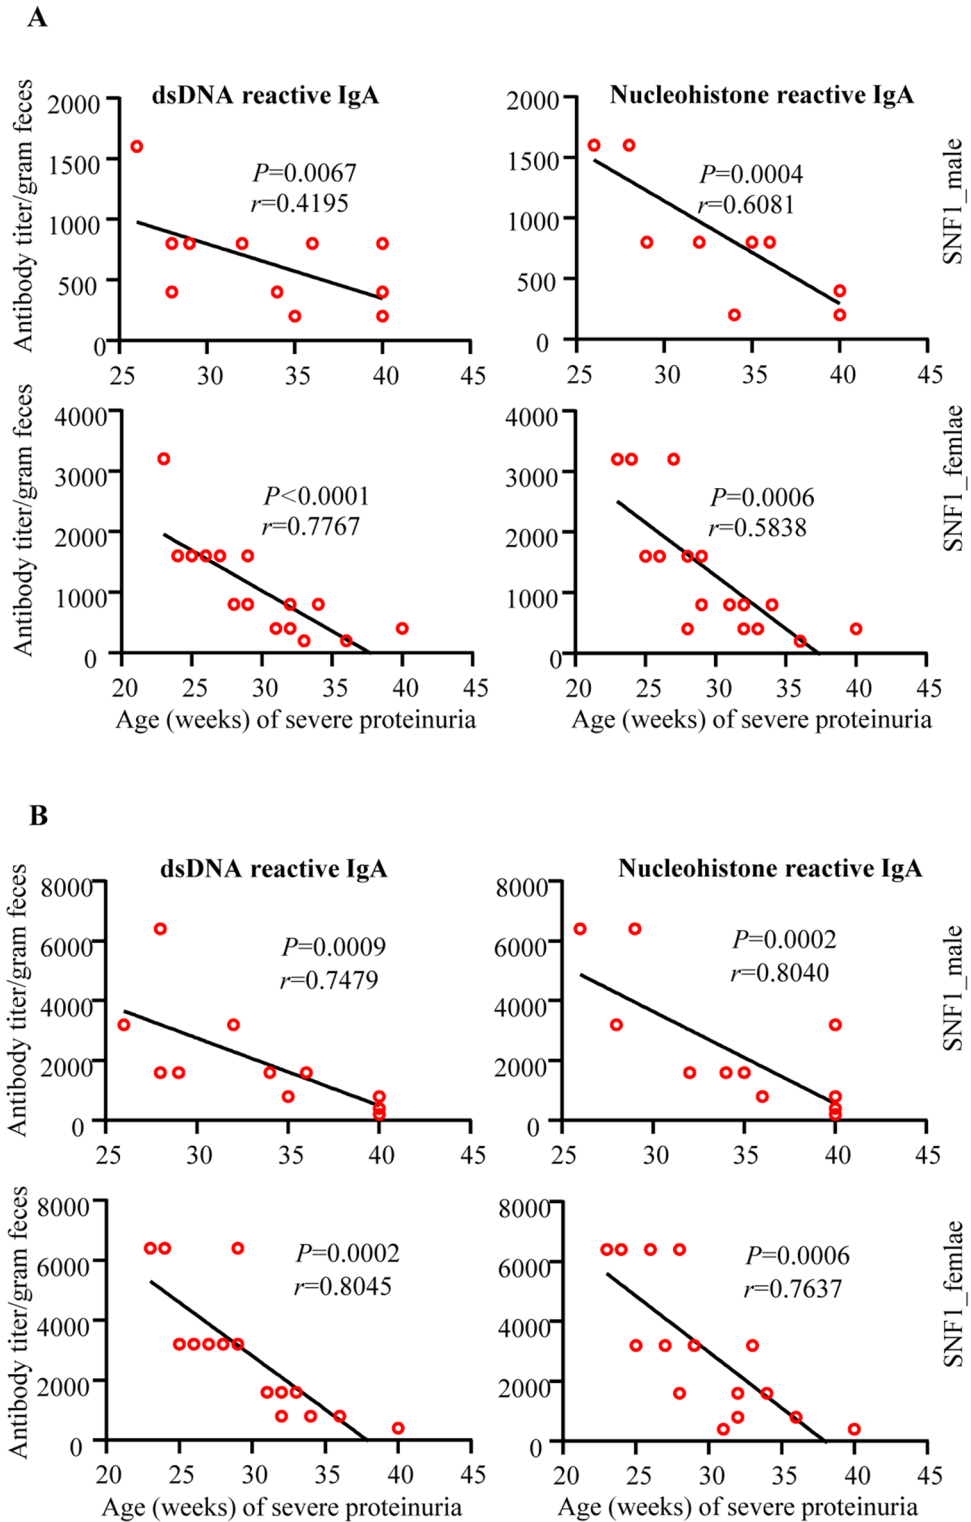 A
dsDNA reactive IgA
Nucleohistone reactive IgA
Antibody titer/gram feces
2000
1500
1000
500
0
P=0.0067
r=0.4195
25 30 35 40 45
2000
1500
1000
500
0
P=0.0004
r=0.6081
25 30 35 40 45
SNF1_male
Antibody titer/gram feces
4000
3000
2000
1000
0
P<0.0001
r=0.7767
20 25 30 35 40 45
Age (weeks) of severe proteinuria
4000
3000
2000
1000
0
P=0.0006
r=0.5838
20 25 30 35 40 45
Age (weeks) of severe proteinuria
SNF1_femlae
B
dsDNA reactive IgA
Nucleohistone reactive IgA
Antibody titer/gram feces
8000
6000
4000
2000
0
P=0.0009
r=0.7479
25 30 35 40 45
8000
6000
4000
2000
0
P=0.0002
r=0.8040
25 30 35 40 45
SNF1_male
Antibody titer/gram feces
8000
6000
4000
2000
0
P=0.0002
r=0.8045
20 25 30 35 40 45
Age (weeks) of severe proteinuria
8000
6000
4000
2000
0
P=0.0006
r=0.7637
20 25 30 35 40 45
Age (weeks) of severe proteinuria
SNF1_femlae